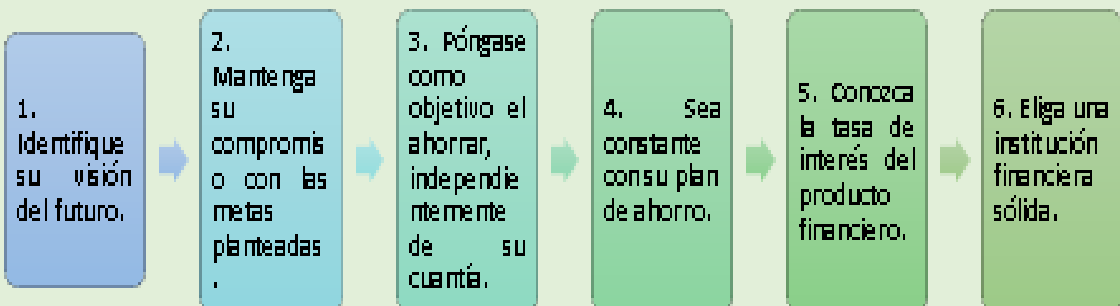 1.
Identifique
su visión
del futuro.
2.
Mantenga
su
compromis
o con las
metas
planteadas
.
3. Póngase
como
objetivo el
ahorrar,
independie
ntemente
de su
cuantía.
4. Sea
constante
con su plan
de ahorro.
5. Conozca
la tasa de
interés del
producto
financiero.
6. Eliga una
institución
financiera
sólida.